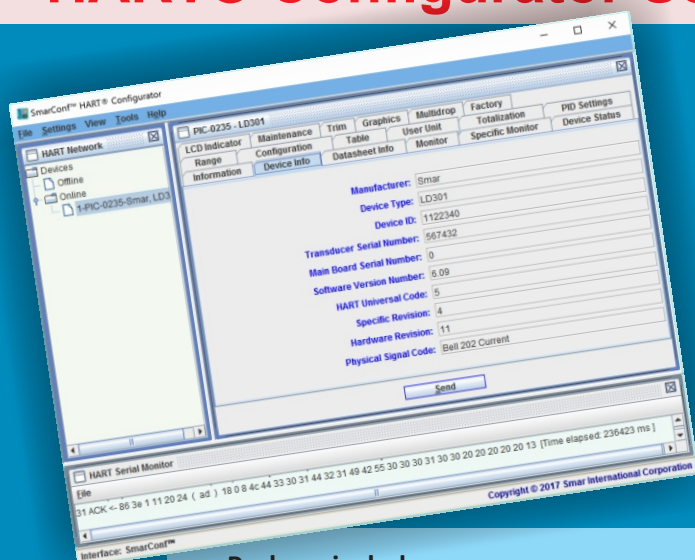 HART® Configurator
SmarConf™ HART® Configurator
File Settings View Tools Help
HART Network
Devices
Offline
Online
1-PIC-0235-Smar, LD3
PIC-0235 - LD301
LCD Indicator Maintenance Trim Graphics Multidrop Factory
Range Configuration Table User Unit Totalization PID Settings
Information Device Info Datasheet Info Monitor Specific Monitor Device Status
Manufacturer: Smar
Device Type: LD301
Device ID: 1122340
Transducer Serial Number: 567432
Main Board Serial Number: 0
Software Version Number: 6.09
HART Universal Code: 5
Specific Revision: 4
Hardware Revision: 11
Physical Signal Code: Bell 202 Current
Send
HART Serial Monitor
File
31 ACK <- 86 3e 1 11 20 24 ( ad ) 18 0 8 4c 44 33 30 31 44 32 31 49 42 55 30 30 30 31 30 30 20 20 20 20 20 13 [Time elapsed: 236423 ms ]
Interface: SmarConf™
Copyright © 2017 Smar International Corporation